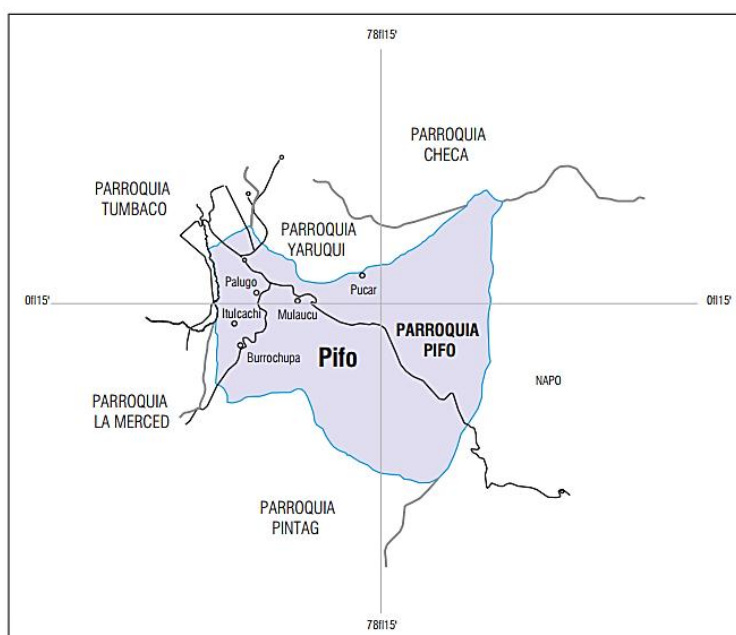 78fl15'
PARROQUIA
CHECA
PARROQUIA
TUMBACO
PARROQUIA
YARUQUI
Palugo
Pucar
0fl15'
0fl15'
Itulcachi
Mulaucu
PARROQUIA
PIFO
Pifo
Burrochupa
NAPO
PARROQUIA
LA MERCED
PARROQUIA
PINTAG
78fl15'